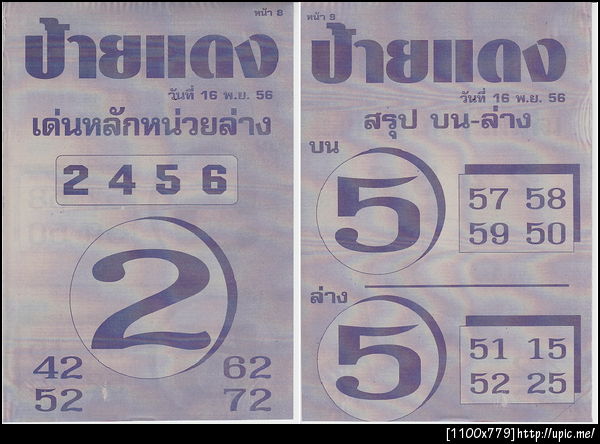 หน้า 8
ป้ายแดง
วันที่ 16 พ.ย. 56
เด่นหลักหน่วยล่าง
2 4 5 6
2
42 62
52 72
หน้า 9
ป้ายแดง
วันที่ 16 พ.ย. 56
สรุป บน-ล่าง
บน
5
57 58
59 50
ล่าง
5
51 15
52 25
[1100x779]http://upic.me/